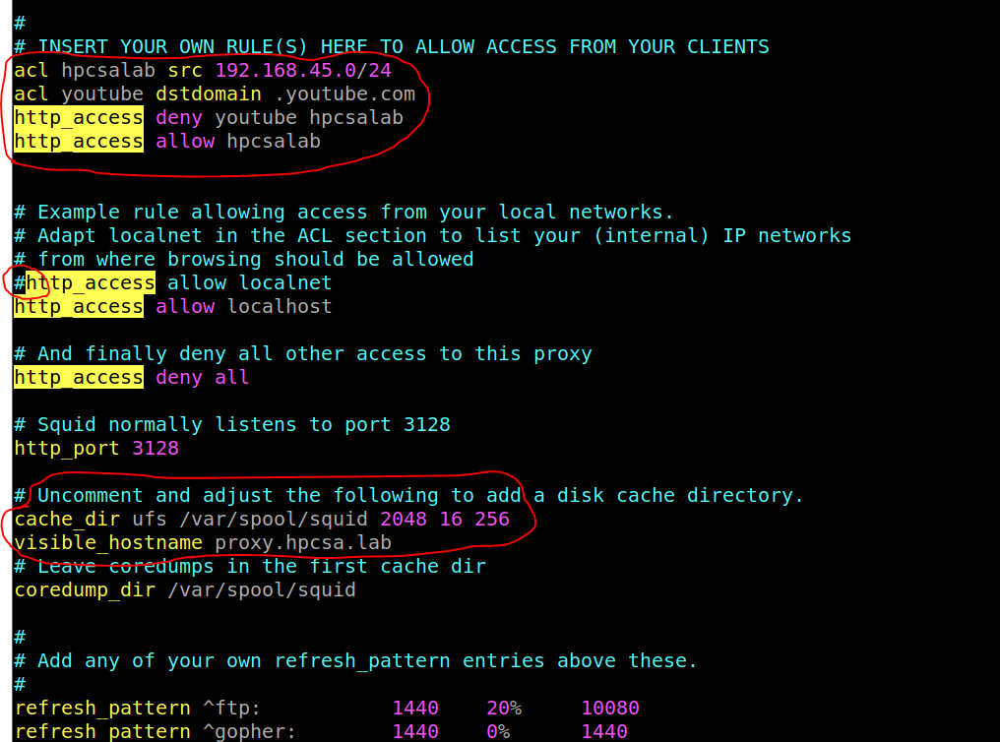 #
# INSERT YOUR OWN RULE(S) HERE TO ALLOW ACCESS FROM YOUR CLIENTS
acl hpcsalab src 192.168.45.0/24
acl youtube dstdomain .youtube.com
http_access deny youtube hpcsalab
http_access allow hpcsalab
# Example rule allowing access from your local networks.
# Adapt localnet in the ACL section to list your (internal) IP networks
# from where browsing should be allowed
#http_access allow localnet
http_access allow localhost
# And finally deny all other access to this proxy
http_access deny all
# Squid normally listens to port 3128
http_port 3128
# Uncomment and adjust the following to add a disk cache directory.
cache_dir ufs /var/spool/squid 2048 16 256
visible_hostname proxy.hpcsa.lab
# Leave coredumps in the first cache dir
coredump_dir /var/spool/squid
#
# Add any of your own refresh_pattern entries above these.
#
refresh_pattern ^ftp: 1440 20% 10080
refresh_pattern ^gopher: 1440 0% 1440